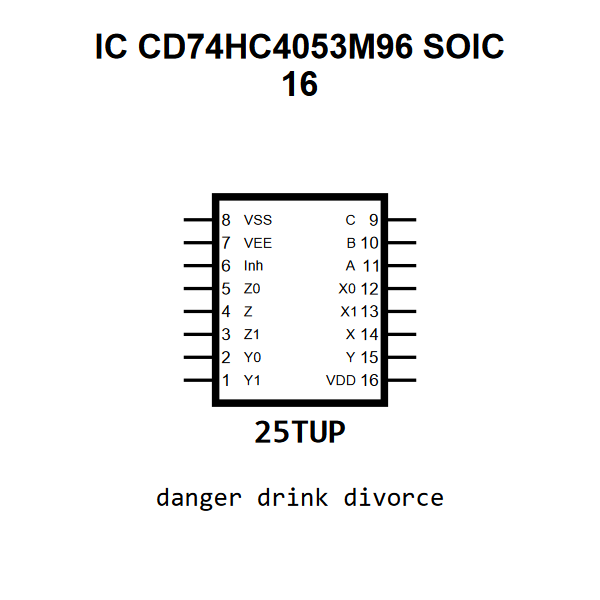 IC CD74HC4053M96 SOIC
16
8 VSS C 9
7 VEE B 10
6 Inh A 11
5 Z0 X0 12
4 Z X1 13
3 Z1 X 14
2 Y0 Y 15
1 Y1 VDD 16
25TUP
danger drink divorce